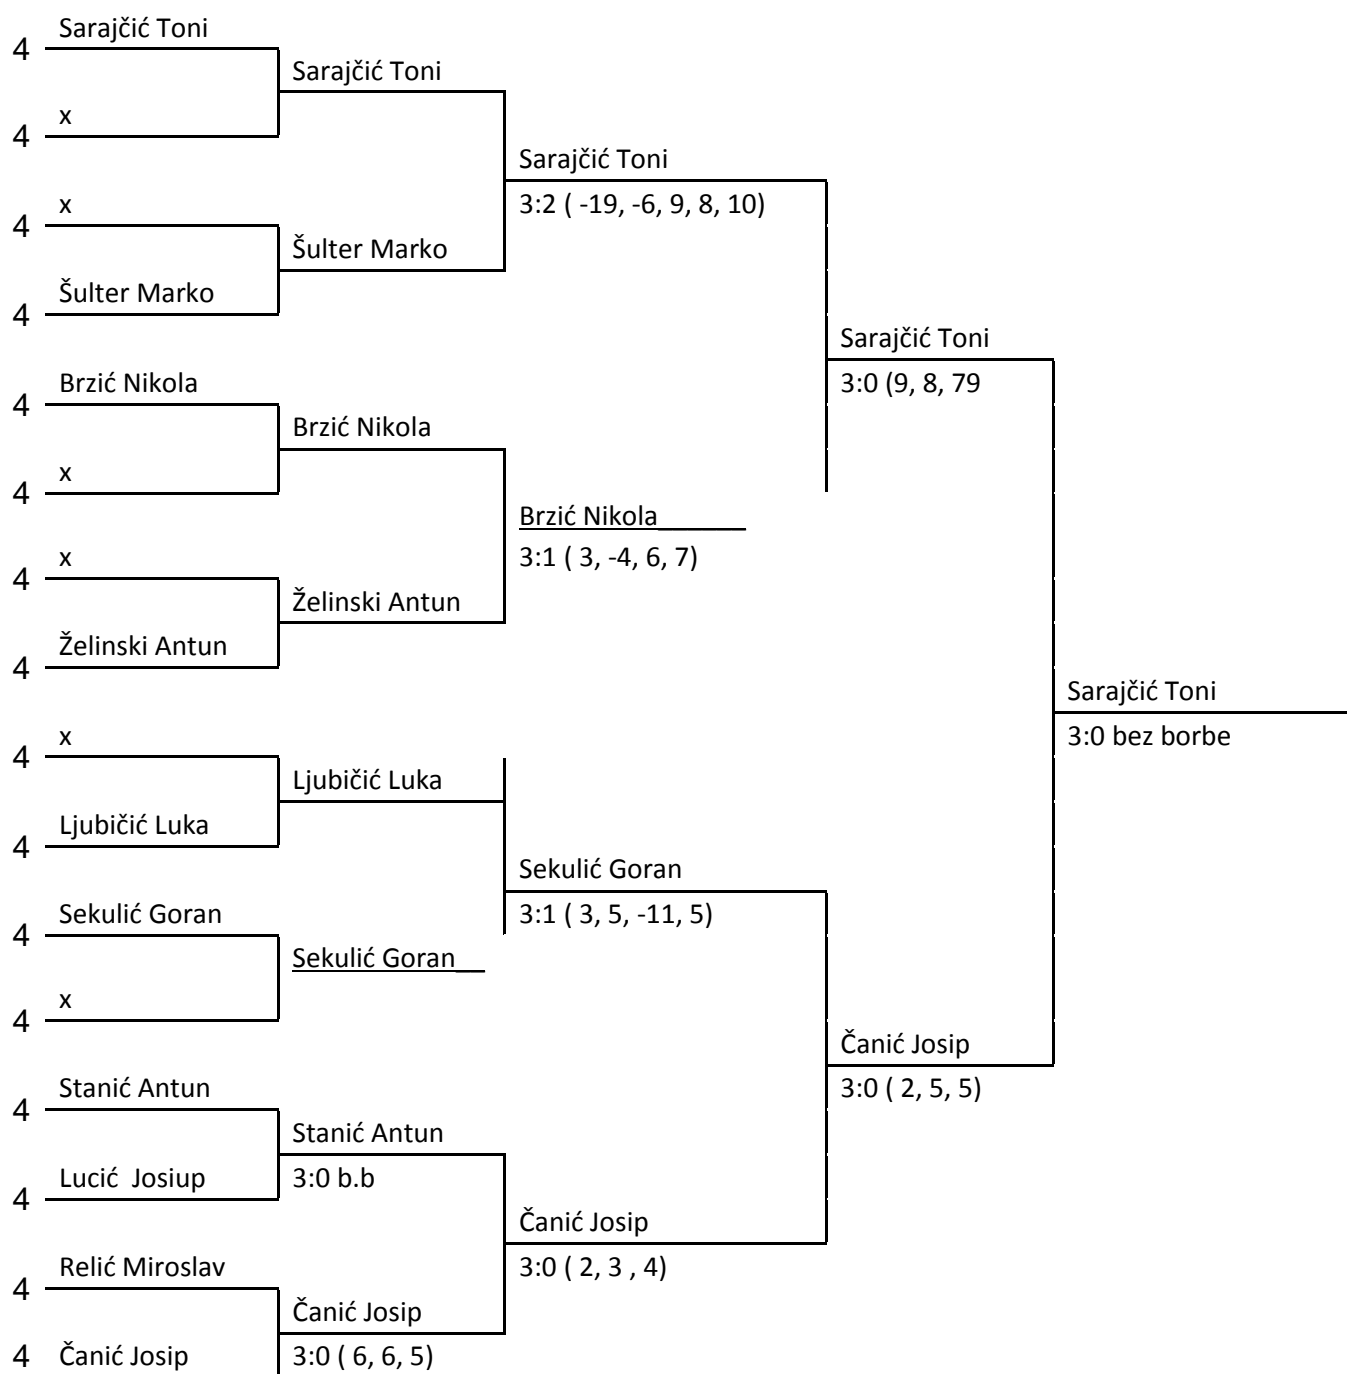 Sarajčić Toni
4
Sarajčić Toni
x
4
Sarajčić Toni
x
3:2 ( -19, -6, 9, 8, 10)
4
Šulter Marko
Šulter Marko
4
Sarajčić Toni
Brzić Nikola
3:0 (9, 8, 79
4
Brzić Nikola
x
4
Brzić Nikola
x
3:1 ( 3, -4, 6, 7)
4
Želinski Antun
Želinski Antun
4
Sarajčić Toni
x
3:0 bez borbe
4
Ljubičić Luka
Ljubičić Luka
4
Sekulić Goran
Sekulić Goran
3:1 ( 3, 5, -11, 5)
4
Sekulić Goran
x
4
Čanić Josip
Stanić Antun
3:0 ( 2, 5, 5)
4
Stanić Antun
Lucić  Josiup
3:0 b.b
4
Čanić Josip
Relić Miroslav
3:0 ( 2, 3 , 4)
4
Čanić Josip
4 Čanić Josip
3:0 ( 6, 6, 5)